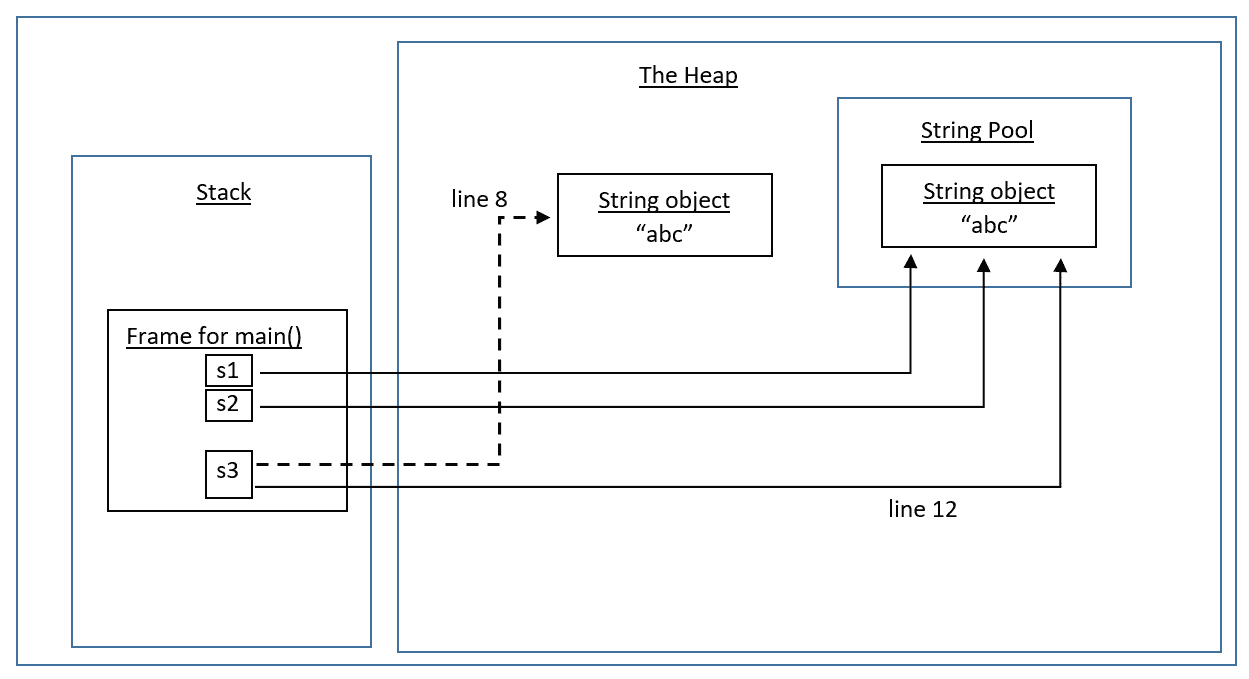 The Heap
String Pool
String object
“abc”
Stack
line 8
String object
“abc”
Frame for main()
s1
s2
s3
line 12